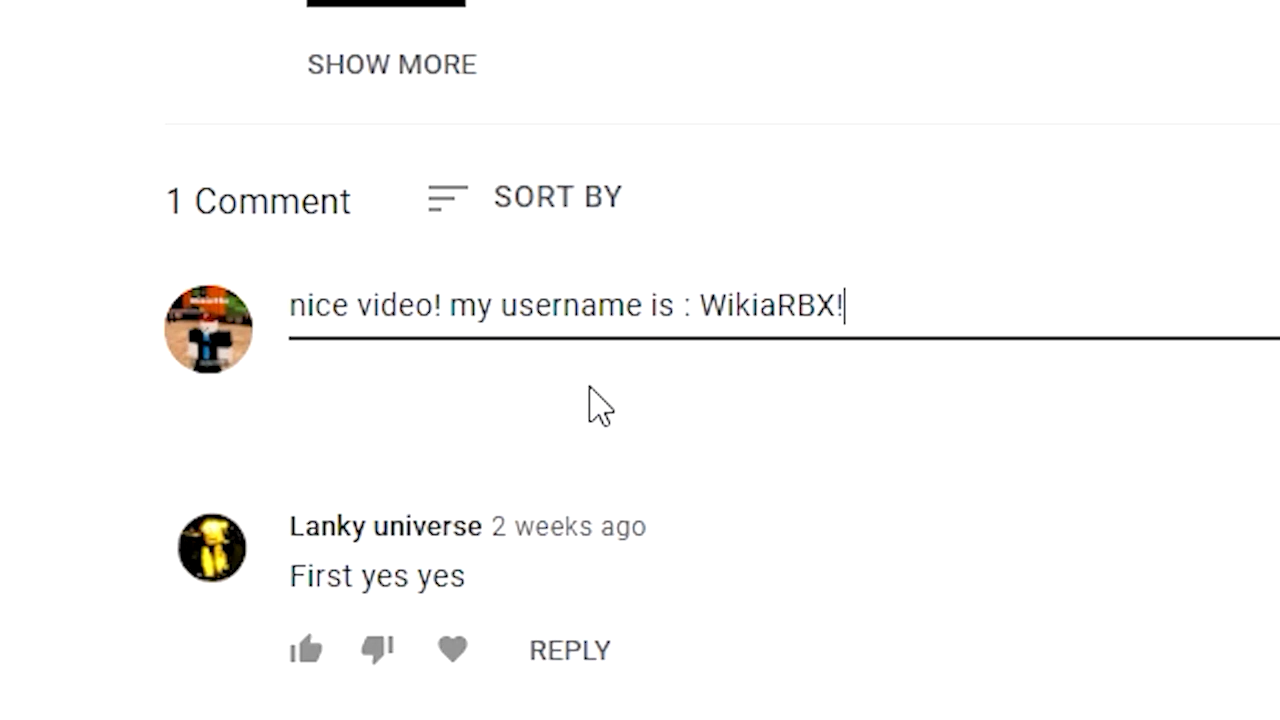 SHOW MORE
1 Comment
SORT BY
nice video! my username is : WikiaRBX!
Lanky universe 2 weeks ago
First yes yes
REPLY